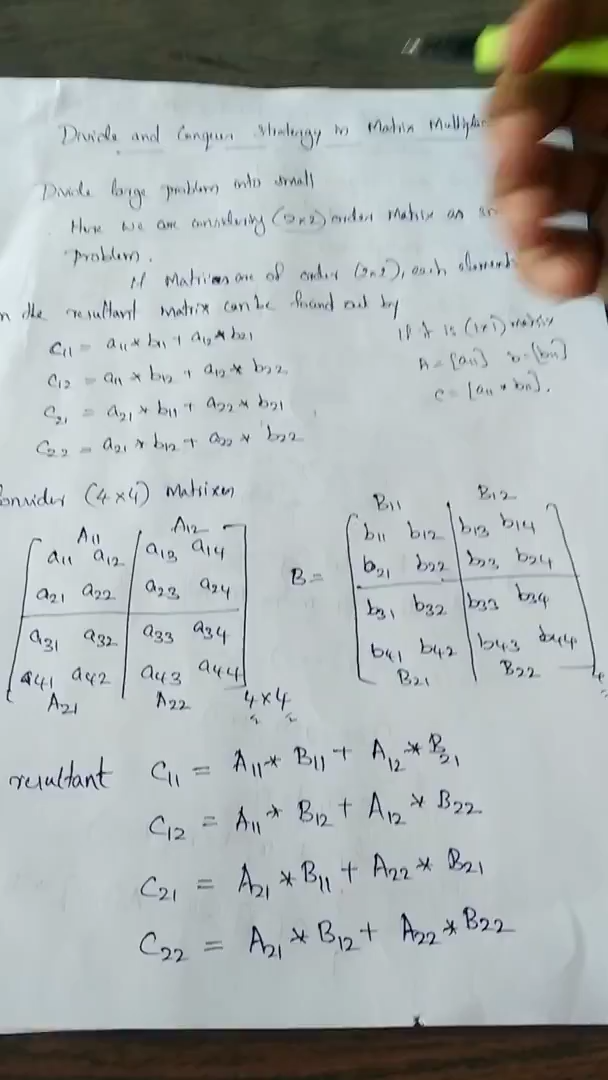 Divide and Conquer Strategy in Matrix Multiplic
Divide large problem into small
Here we are considering (2×2) order Matrix as
problem.
If Matrices are of order (2×2), each element
n the resultant matrix can be found out by
C11 = a11 * b11 + a12 * b21
C12 = a11 * b12 + a12 * b22
C21 = a21 * b11 + a22 * b21
C22 = a21 * b12 + a22 * b22
If it is (1×1) matrix
A = [a11] B = [b11]
C = [a11 * b11].
onsider (4×4) Matrixes
A11 A12
a11 a12 a13 a14
a21 a22 a23 a24
a31 a32 a33 a34
a41 a42 a43 a44
A21 A22 4×4
B =
B11 B12
b11 b12 b13 b14
b21 b22 b23 b24
b31 b32 b33 b34
b41 b42 b43 b44
B21 B22
resultant C11 = A11 * B11 + A12 * B21
C12 = A11 * B12 + A12 * B22
C21 = A21 * B11 + A22 * B21
C22 = A21 * B12 + A22 * B22